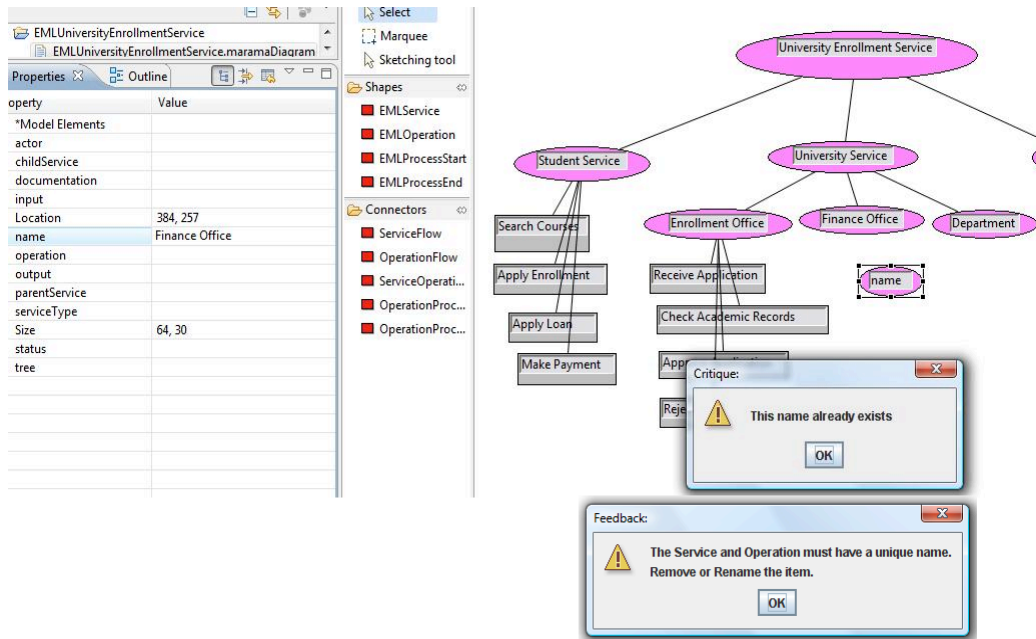 EMLUniversityEnrollmentService
EMLUniversityEnrollmentService.maramaDiagram
Properties
Outline
operty
Value
*Model Elements
actor
childService
documentation
input
Location
384, 257
name
Finance Office
operation
output
parentService
serviceType
Size
64, 30
status
tree
Select
Marquee
Sketching tool
Shapes
EMLService
EMLOperation
EMLProcessStart
EMLProcessEnd
Connectors
ServiceFlow
OperationFlow
ServiceOperati...
OperationProc...
OperationProc...
University Enrollment Service
Student Service
University Service
Search Courses
Enrollment Office
Finance Office
Department
Apply Enrollment
Receive Application
name
Apply Loan
Check Academic Records
Make Payment
Critique:
This name already exists
OK
Feedback:
The Service and Operation must have a unique name.
Remove or Rename the item.
OK